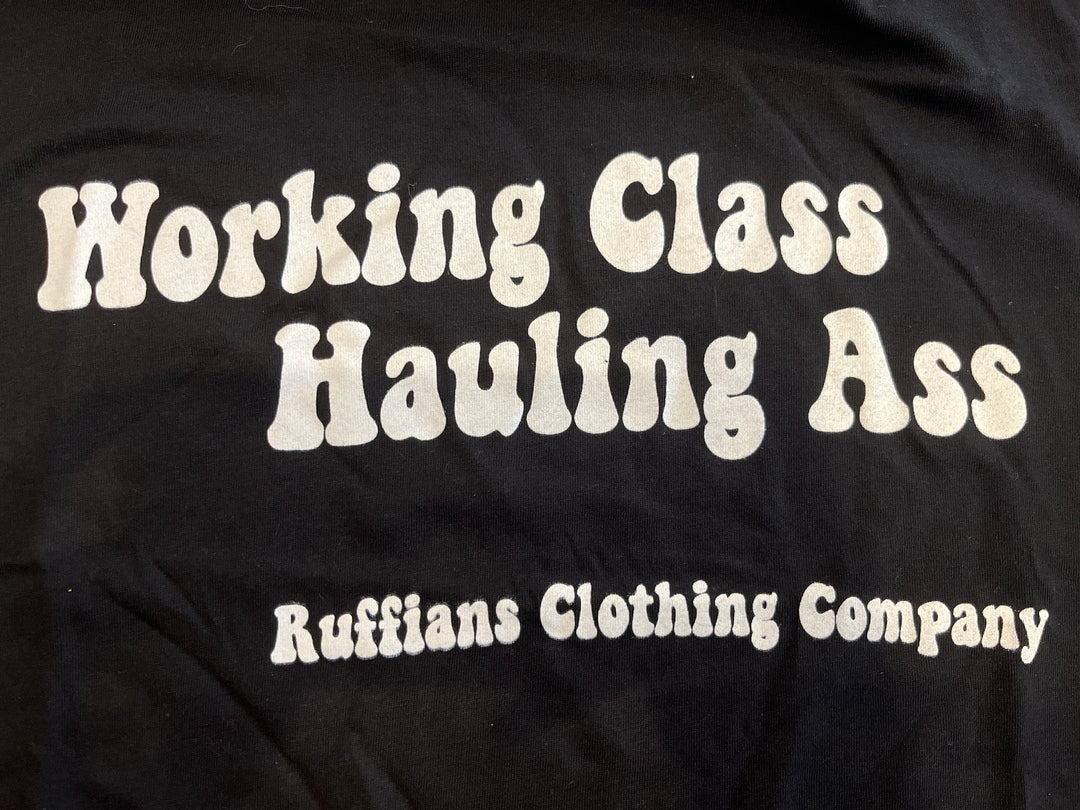 Working Class
Hauling Ass
Ruffians Clothing Company